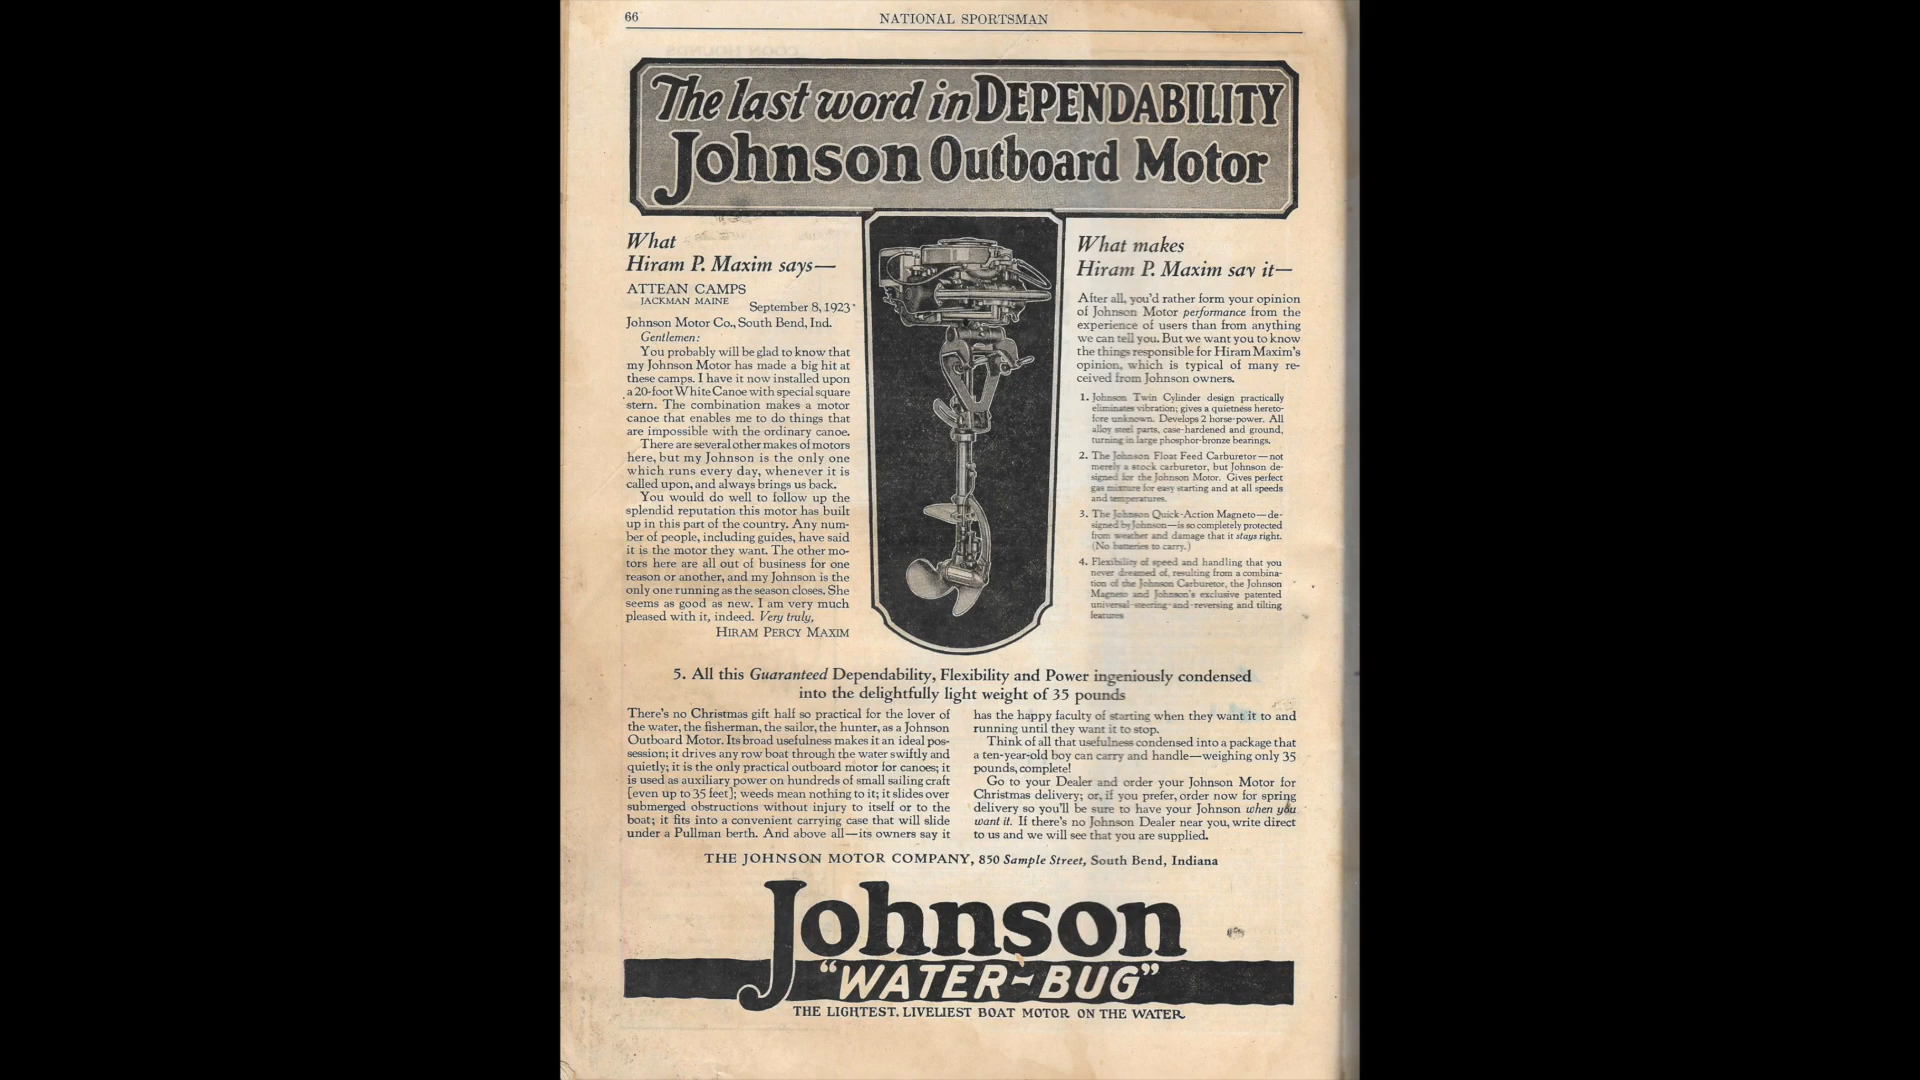 66
NATIONAL SPORTSMAN
The last word in DEPENDABILITY
Johnson Outboard Motor
What
Hiram P. Maxim says—
ATTEAN CAMPS
JACKMAN MAINE
September 8, 1923
Johnson Motor Co., South Bend, Ind.
Gentlemen:
You probably will be glad to know that
my Johnson Motor has made a big hit at
these camps. I have it now installed upon
a 20-foot White Canoe with special square
stern. The combination makes a motor
canoe that enables me to do things that
are impossible with the ordinary canoe.
There are several other makes of motors
here, but my Johnson is the only one
which runs every day, whenever it is
called upon, and always brings us back.
You would do well to follow up the
splendid reputation this motor has built
up in this part of the country. Any num-
ber of people, including guides, have said
it is the motor they want. The other mo-
tors here are all out of business for one
reason or another, and my Johnson is the
only one running as the season closes. She
seems as good as new. I am very much
pleased with it, indeed. Very truly,
HIRAM PERCY MAXIM
What makes
Hiram P. Maxim say it—
After all, you'd rather form your opinion
of Johnson Motor performance from the
experience of users than from anything
we can tell you. But we want you to know
the things responsible for Hiram Maxim's
opinion, which is typical of many re-
ceived from Johnson owners.
1. Johnson Twin Cylinder design practically
eliminates vibration; gives a quietness hereto-
fore unknown. Develops 2 horse-power. All
alloy steel parts, case-hardened and ground,
turning in large phosphor-bronze bearings.
2. The Johnson Float Feed Carburetor—not
merely a stock carburetor, but Johnson de-
signed for the Johnson Motor. Gives perfect
gas mixture for easy starting and at all speeds
and temperatures.
3. The Johnson Quick-Action Magneto—de-
signed by Johnson—is so completely protected
from weather and damage that it stays right.
(No batteries to carry.)
4. Flexibility of speed and handling that you
never dreamed of, resulting from a combina-
tion of the Johnson Carburetor, the Johnson
Magneto and Johnson's exclusive patented
universal-steering-and-reversing and tilting
features
5. All this Guaranteed Dependability, Flexibility and Power ingeniously condensed
into the delightfully light weight of 35 pounds
There's no Christmas gift half so practical for the lover of
the water, the fisherman, the sailor, the hunter, as a Johnson
Outboard Motor. Its broad usefulness makes it an ideal pos-
session; it drives any row boat through the water swiftly and
quietly; it is the only practical outboard motor for canoes; it
is used as auxiliary power on hundreds of small sailing craft
[even up to 35 feet]; weeds mean nothing to it; it slides over
submerged obstructions without injury to itself or to the
boat; it fits into a convenient carrying case that will slide
under a Pullman berth. And above all—its owners say it
has the happy faculty of starting when they want it to and
running until they want it to stop.
Think of all that usefulness condensed into a package that
a ten-year-old boy can carry and handle—weighing only 35
pounds, complete!
Go to your Dealer and order your Johnson Motor for
Christmas delivery; or, if you prefer, order now for spring
delivery so you'll be sure to have your Johnson when you
want it. If there's no Johnson Dealer near you, write direct
to us and we will see that you are supplied.
THE JOHNSON MOTOR COMPANY, 850 Sample Street, South Bend, Indiana
Johnson
"WATER-BUG"
THE LIGHTEST, LIVELIEST BOAT MOTOR ON THE WATER